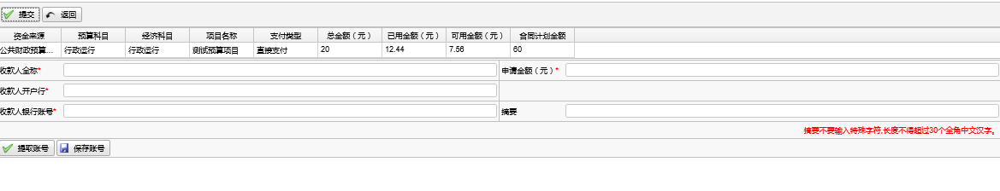 提交 返回
资金来源 预算科目 经济科目 项目名称 支付类型 总金额（元） 已用金额（元） 可用金额（元） 合同计划金额
公共财政预算... 行政运行 行政运行 测试预算项目 直接支付 20 12.44 7.56 60
收款人全称* 申请金额（元）*
收款人开户行*
收款人银行账号* 摘要
摘要不要输入特殊字符,长度不得超过30个全角中文汉字。
提取账号 保存账号